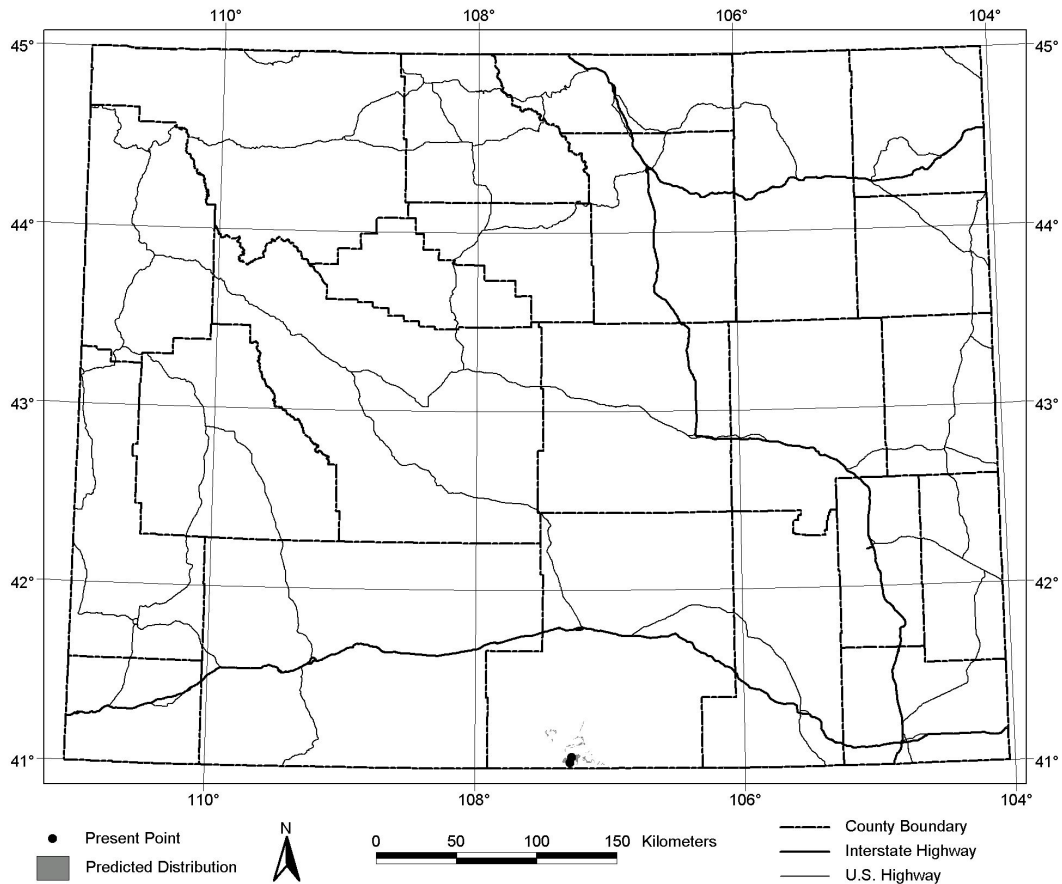 110° 108° 106° 104°
45° 45°
44° 44°
43° 43°
42° 42°
41° 41°
110° 108° 106° 104°
Present Point
Predicted Distribution
N
0 50 100 150 Kilometers
County Boundary
Interstate Highway
U.S. Highway